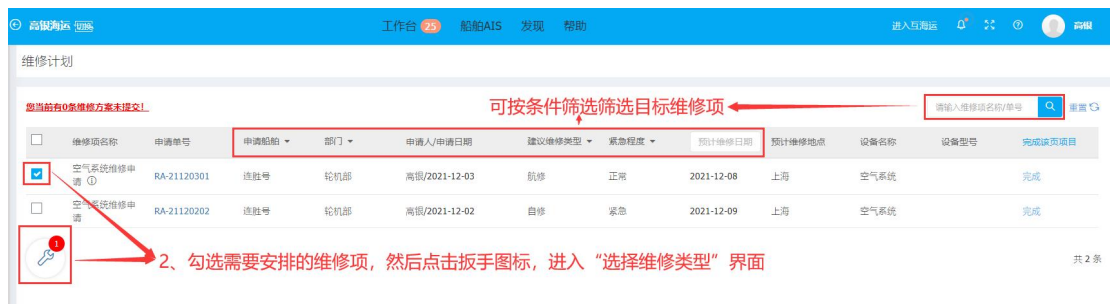 高银海运
工作台 25 船舶AIS 发现 帮助
进入互海运 高银
维修计划
您当前有0条维修方案未提交!
可按条件筛选筛选目标维修项
请输入维修项名称/单号 重置
维修项名称 申请单号 申请船舶 部门 申请人/申请日期 建议维修类型 紧急程度 预计维修日期 预计维修地点 设备名称 设备型号 完成该页项目
空气系统维修申请 RA-21120301 连胜号 轮机部 高银/2021-12-03 航修 正常 2021-12-08 上海 空气系统 完成
空气系统维修申请 RA-21120202 连胜号 轮机部 高银/2021-12-02 自修 紧急 2021-12-09 上海 空气系统 完成
1
2、勾选需要安排的维修项，然后点击扳手图标，进入“选择维修类型”界面
共 2 条